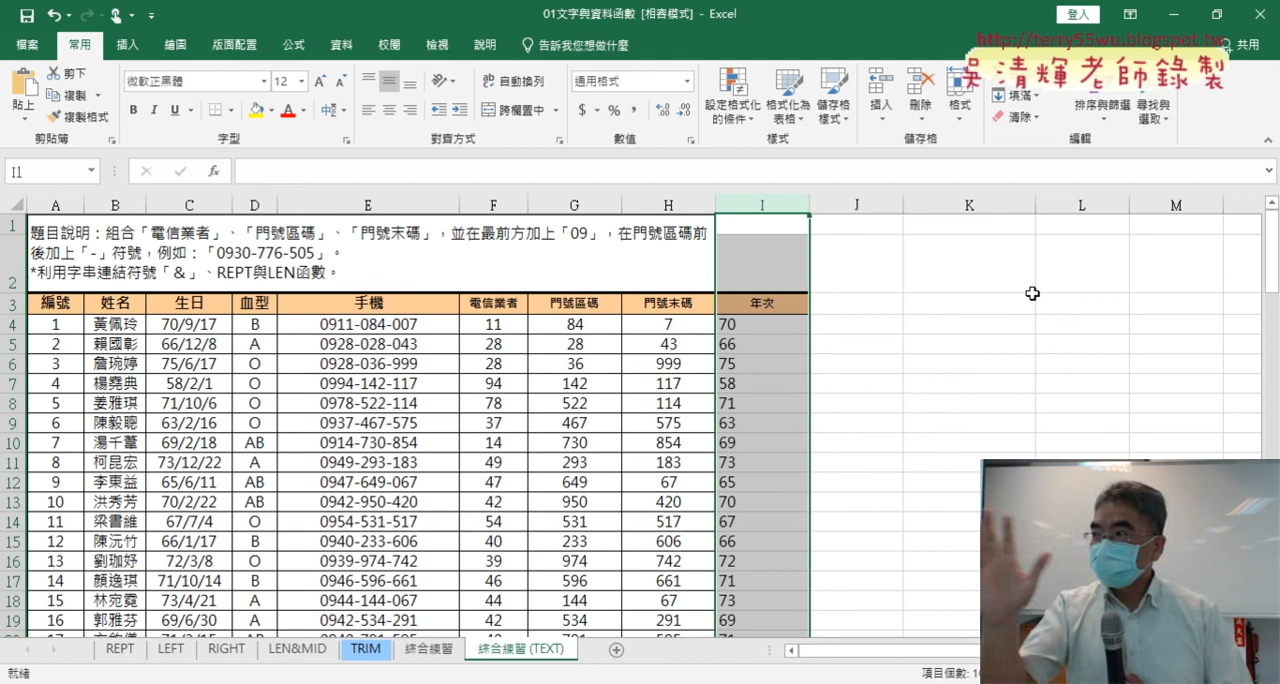 01文字與資料函數 [相容模式] - Excel
登入
檔案 常用 插入 繪圖 版面配置 公式 資料 校閱 檢視 說明 告訴我您想做什麼 共用
http://terry55wu.blogspot.tw
吳清輝老師錄製
貼上 剪下 複製 複製格式 剪貼簿
微軟正黑體 12 B I U A 字型
自動換列 跨欄置中 對齊方式
通用格式 $ % , 數值
設定格式化的條件 格式化為表格 儲存格樣式 樣式
插入 刪除 格式 儲存格
填滿 清除 排序與篩選 尋找與選取 編輯
I1 fx
A B C D E F G H I J K L M
1 題目說明：組合「電信業者」、「門號區碼」、「門號末碼」，並在最前方加上「09」，在門號區碼前
後加上「-」符號，例如：「0930-776-505」。
2 *利用字串連結符號「&」、REPT與LEN函數。
3 編號 姓名 生日 血型 手機 電信業者 門號區碼 門號末碼 年次
4 1 黃佩玲 70/9/17 B 0911-084-007 11 84 7 70
5 2 賴國彰 66/12/8 A 0928-028-043 28 28 43 66
6 3 詹琬婷 75/6/17 O 0928-036-999 28 36 999 75
7 4 楊堯典 58/2/1 O 0994-142-117 94 142 117 58
8 5 姜雅琪 71/10/6 O 0978-522-114 78 522 114 71
9 6 陳毅聰 63/2/16 O 0937-467-575 37 467 575 63
10 7 湯千葦 69/2/18 AB 0914-730-854 14 730 854 69
11 8 柯昆宏 73/12/22 A 0949-293-183 49 293 183 73
12 9 李東益 65/6/11 AB 0947-649-067 47 649 67 65
13 10 洪秀芳 70/2/22 AB 0942-950-420 42 950 420 70
14 11 梁書維 67/7/4 O 0954-531-517 54 531 517 67
15 12 陳沅竹 66/1/17 B 0940-233-606 40 233 606 66
16 13 劉珈妤 72/3/8 O 0939-974-742 39 974 742 72
17 14 顏逸琪 71/10/14 B 0946-596-661 46 596 661 71
18 15 林宛霓 73/4/21 A 0944-144-067 44 144 67 73
19 16 郭雅芬 69/6/30 A 0942-534-291 42 534 291 69
REPT LEFT RIGHT LEN&MID TRIM 綜合練習 綜合練習 (TEXT)
就緒 項目個數: